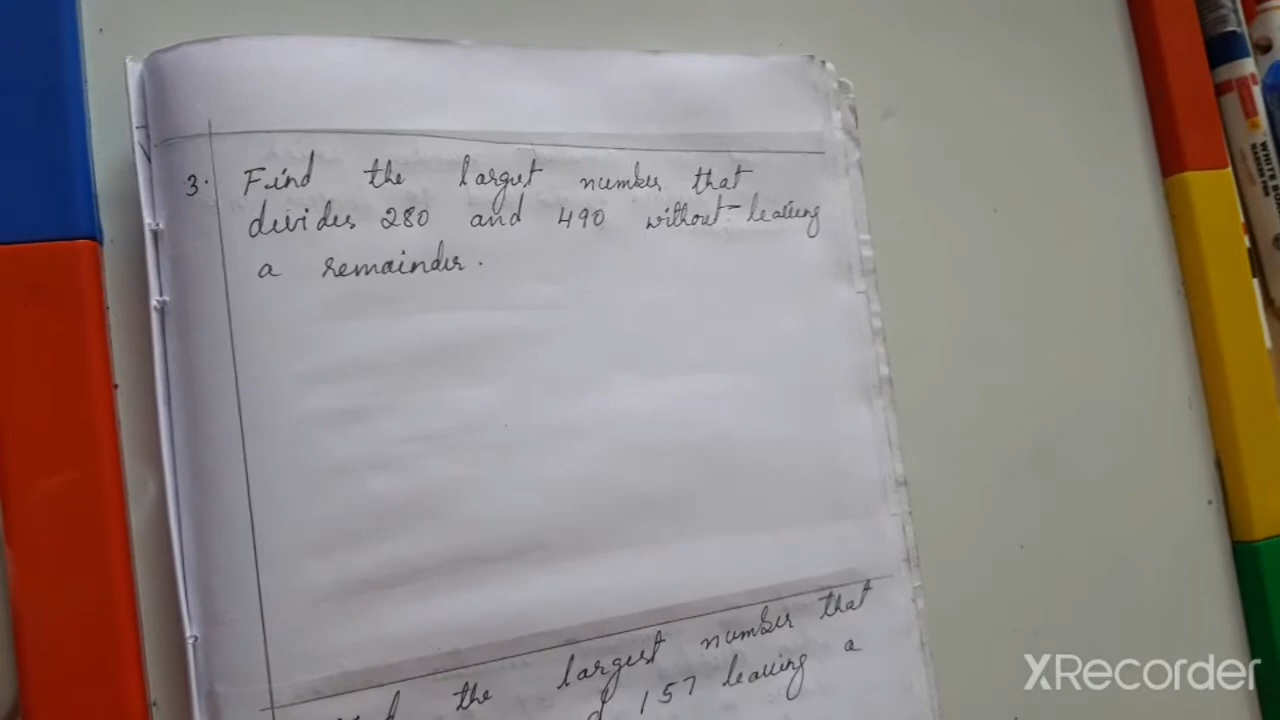 3. Find the largest number that
divides 280 and 490 without leaving
a remainder.
the largest number that
157 leaving a
XRecorder